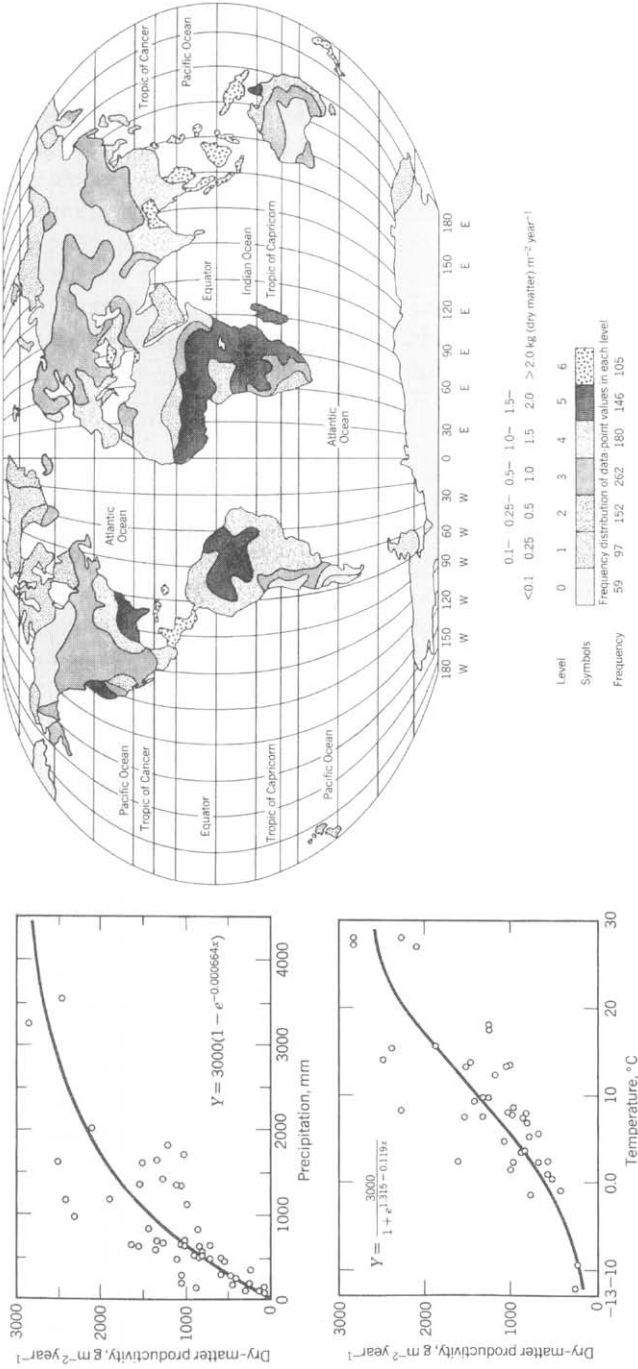 Dry-matter productivity, g m⁻² year⁻¹
3000
2000
1000
0
0
1000
2000
3000
4000
Precipitation, mm
Y = 3000(1 − e^−0.000664x)
Dry-matter productivity, g m⁻² year⁻¹
3000
2000
1000
0
−13
−10
0.0
10
20
30
Temperature, °C
Y = 3000
1 + e^1.315 − 0.119x
Pacific Ocean
Tropic of Cancer
Equator
Tropic of Capricorn
Pacific Ocean
Atlantic
Ocean
Atlantic
Ocean
Equator
Indian Ocean
Tropic of Capricorn
Tropic of Cancer
Pacific Ocean
180 150 120 90 60 30 0 30 60 90 120 150 180
W W W W W W E E E E E E
0.1– 0.25– 0.5– 1.0– 1.5–
<0.1 0.25 0.5 1.0 1.5 2.0 > 2.0 kg (dry matter) m⁻² year⁻¹
Level 0 1 2 3 4 5 6
Symbols
Frequency distribution of data-point values in each level
Frequency 59 97 152 262 180 146 105